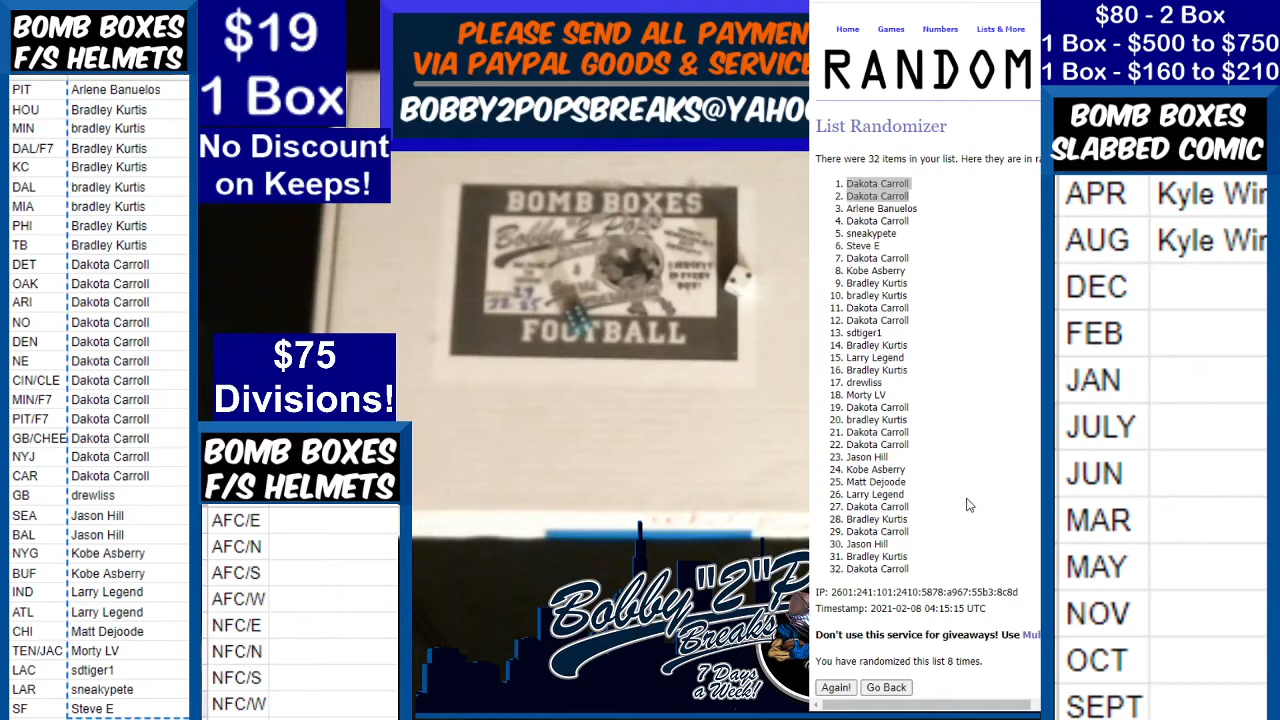 BOMB BOXES
F/S HELMETS
PIT Arlene Banuelos
HOU Bradley Kurtis
MIN bradley Kurtis
DAL/F7 Bradley Kurtis
KC Bradley Kurtis
DAL bradley Kurtis
MIA bradley Kurtis
PHI Bradley Kurtis
TB Bradley Kurtis
DET Dakota Carroll
OAK Dakota Carroll
ARI Dakota Carroll
NO Dakota Carroll
DEN Dakota Carroll
NE Dakota Carroll
CIN/CLE Dakota Carroll
MIN/F7 Dakota Carroll
PIT/F7 Dakota Carroll
GB/CHEE Dakota Carroll
NYJ Dakota Carroll
CAR Dakota Carroll
GB drewliss
SEA Jason Hill
BAL Jason Hill
NYG Kobe Asberry
BUF Kobe Asberry
IND Larry Legend
ATL Larry Legend
CHI Matt Dejoode
TEN/JAC Morty LV
LAC sdtiger1
LAR sneakypete
SF Steve E
$19
1 Box
No Discount
on Keeps!
$75
Divisions!
BOMB BOXES
F/S HELMETS
AFC/E
AFC/N
AFC/S
AFC/W
NFC/E
NFC/N
NFC/S
NFC/W
PLEASE SEND ALL PAYMEN
VIA PAYPAL GOODS & SERVICE
BOBBY2POPSBREAKS@YAHO
BOMB BOXES
Bobby "2" Pops
FOOTBALL
Bobby "2" P
Breaks
7 Days
a Week!
Home Games Numbers Lists & More
RANDOM
List Randomizer
There were 32 items in your list. Here they are in ra
1. Dakota Carroll
2. Dakota Carroll
3. Arlene Banuelos
4. Dakota Carroll
5. sneakypete
6. Steve E
7. Dakota Carroll
8. Kobe Asberry
9. Bradley Kurtis
10. bradley Kurtis
11. Dakota Carroll
12. Dakota Carroll
13. sdtiger1
14. Bradley Kurtis
15. Larry Legend
16. Bradley Kurtis
17. drewliss
18. Morty LV
19. Dakota Carroll
20. bradley Kurtis
21. Dakota Carroll
22. Dakota Carroll
23. Jason Hill
24. Kobe Asberry
25. Matt Dejoode
26. Larry Legend
27. Dakota Carroll
28. Bradley Kurtis
29. Dakota Carroll
30. Jason Hill
31. Bradley Kurtis
32. Dakota Carroll
IP: 2601:241:101:2410:5878:a967:55b3:8c8d
Timestamp: 2021-02-08 04:15:15 UTC
Don't use this service for giveaways! Use Mul
You have randomized this list 8 times.
Again! Go Back
$80 - 2 Box
1 Box - $500 to $750
1 Box - $160 to $210
BOMB BOXES
SLABBED COMIC
APR Kyle Wir
AUG Kyle Wir
DEC
FEB
JAN
JULY
JUN
MAR
MAY
NOV
OCT
SEPT